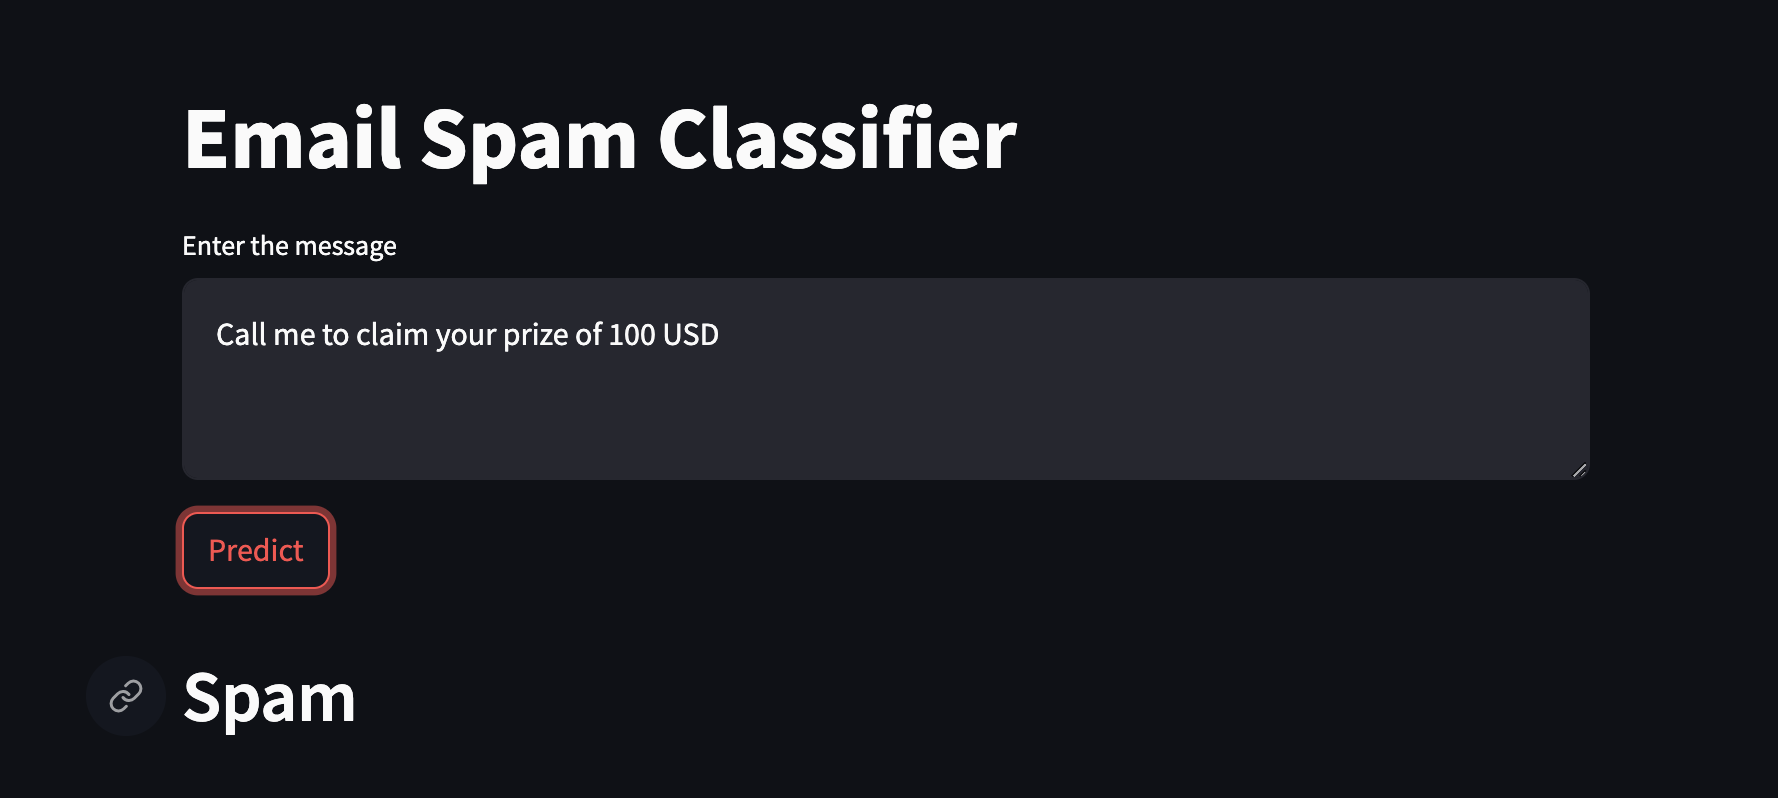 Email Spam Classifier
Enter the message
Call me to claim your prize of 100 USD
Predict
Spam